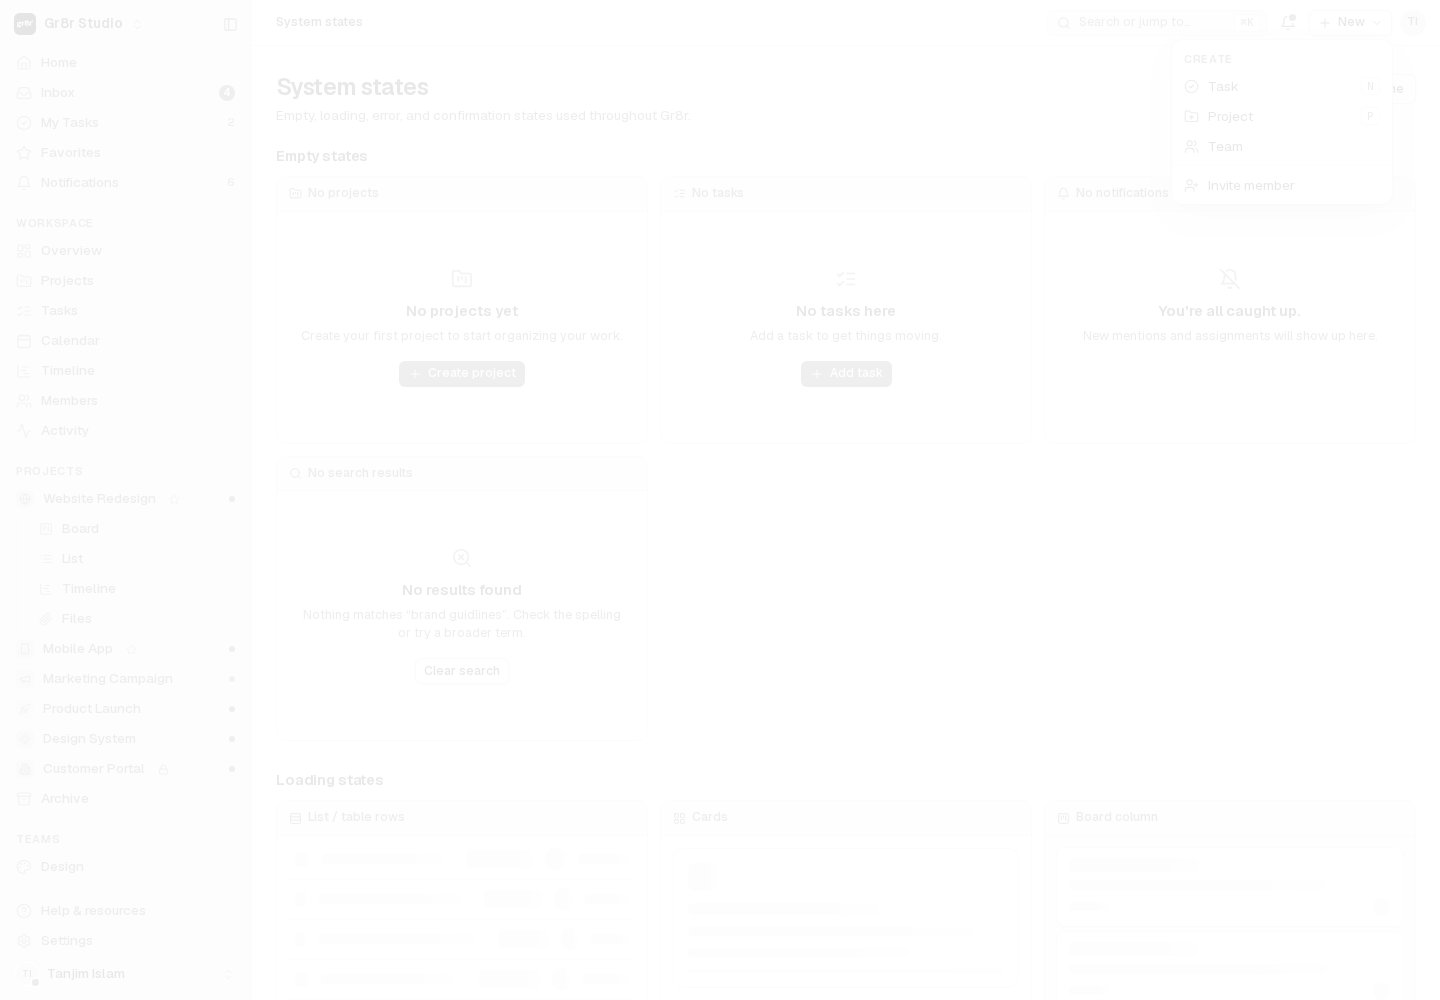 Gr8r Studio
Home
Inbox 4
My Tasks 2
Favorites
Notifications 6
WORKSPACE
Overview
Projects
Tasks
Calendar
Timeline
Members
Activity
PROJECTS
Website Redesign
Board
List
Timeline
Files
Mobile App
Marketing Campaign
Product Launch
Design System
Customer Portal
Archive
TEAMS
Design
Help & resources
Settings
TI Tanjim Islam
System states
Search or jump to... ⌘K
New
TI
CREATE
Task N
Project P
Team
Invite member
System states
Empty, loading, error, and confirmation states used throughout Gr8r.
Empty states
No projects
No projects yet
Create your first project to start organizing your work.
Create project
No tasks
No tasks here
Add a task to get things moving.
Add task
No notifications
You're all caught up.
New mentions and assignments will show up here.
No search results
No results found
Nothing matches "brand guidlines". Check the spelling
or try a broader term.
Clear search
Loading states
List / table rows
Cards
Board column